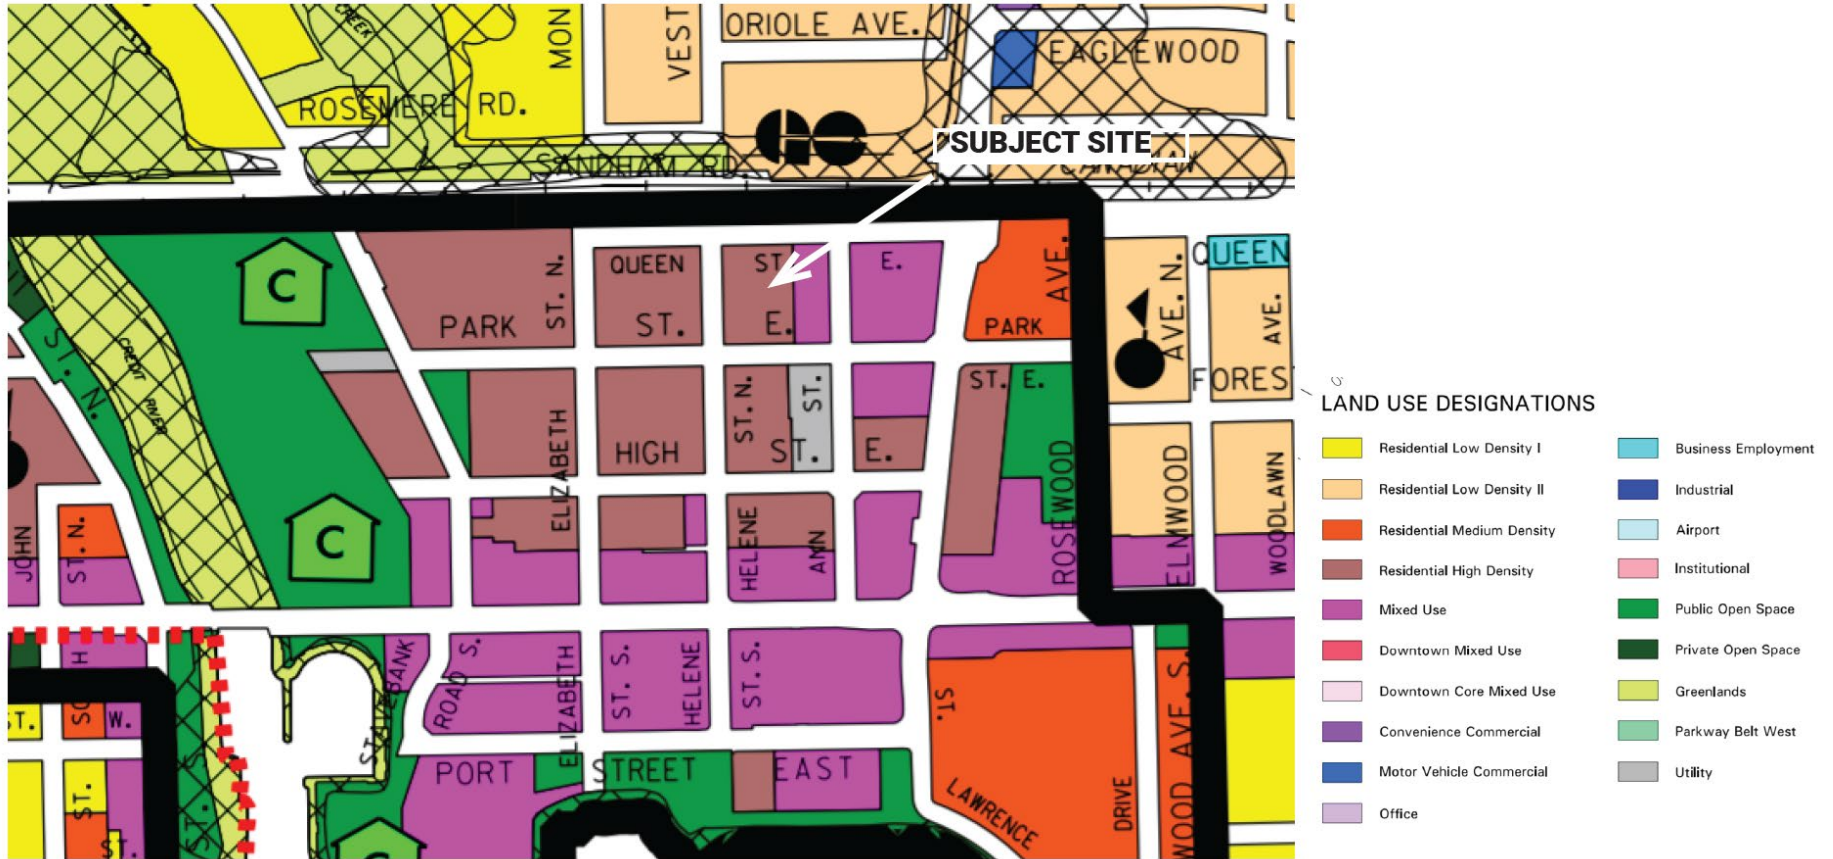 CREEK
MON
VEST
ORIOLE AVE.
EAGLEWOOD
ROSEMERE RD.
SUBJECT SITE
SANDHAM RD.
CANADIAN
C
QUEEN ST. E.
AVE.
AVE. N.
QUEEN
ST. N.
PARK ST. E.
PARK
AVE.
ST. N.
CREDIT RIVER
FOREST
ST. E.
ST. N.
ST.
ELIZABETH
HIGH ST. E.
ROSEWOOD
ELMWOOD
WOODLAWN
C
JOHN
ST. N.
HELENE
ANN
H
STAVEBANK
ROAD S.
ELIZABETH
ST. S.
HELENE
ST. S.
ST.
WOOD AVE. S.
ST.
SO
W.
PORT STREET EAST
ST.
ST.
LAWRENCE
DRIVE
ST.
C
LAND USE DESIGNATIONS
Residential Low Density I
Residential Low Density II
Residential Medium Density
Residential High Density
Mixed Use
Downtown Mixed Use
Downtown Core Mixed Use
Convenience Commercial
Motor Vehicle Commercial
Office
Business Employment
Industrial
Airport
Institutional
Public Open Space
Private Open Space
Greenlands
Parkway Belt West
Utility